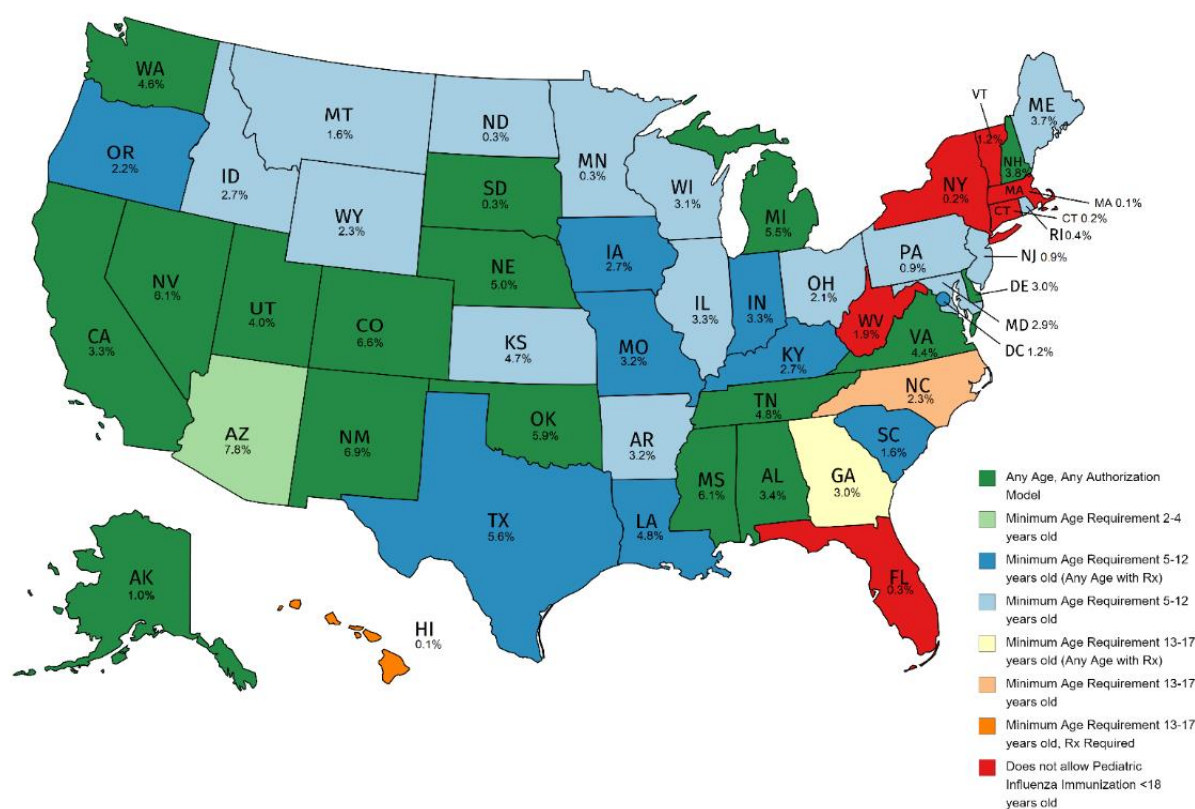 WA
4.6%
OR
2.2%
ID
2.7%
MT
1.6%
ND
0.3%
MN
0.3%
WI
3.1%
MI
5.5%
SD
0.3%
WY
2.3%
NE
5.0%
IA
2.7%
IL
3.3%
IN
3.3%
OH
2.1%
PA
0.9%
NY
0.2%
VT
1.2%
NH
3.8%
ME
3.7%
MA
MA 0.1%
CT
CT 0.2%
RI 0.4%
NJ 0.9%
DE 3.0%
MD 2.9%
DC 1.2%
CA
3.3%
NV
6.1%
UT
4.0%
CO
6.6%
KS
4.7%
MO
3.2%
KY
2.7%
WV
1.9%
VA
4.4%
NC
2.3%
TN
4.8%
SC
1.6%
AZ
7.8%
NM
6.9%
OK
5.9%
AR
3.2%
MS
6.1%
AL
3.4%
GA
3.0%
TX
5.6%
LA
4.8%
FL
0.3%
AK
1.0%
HI
0.1%
Any Age, Any Authorization
Model
Minimum Age Requirement 2-4
years old
Minimum Age Requirement 5-12
years old (Any Age with Rx)
Minimum Age Requirement 5-12
years old
Minimum Age Requirement 13-17
years old (Any Age with Rx)
Minimum Age Requirement 13-17
years old
Minimum Age Requirement 13-17
years old, Rx Required
Does not allow Pediatric
Influenza Immunization <18
years old